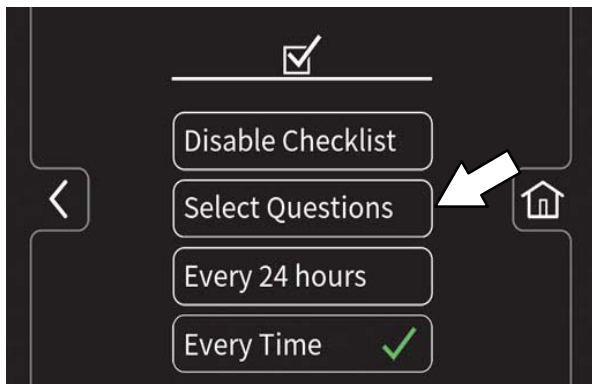 Disable Checklist
Select Questions
Every 24 hours
Every Time